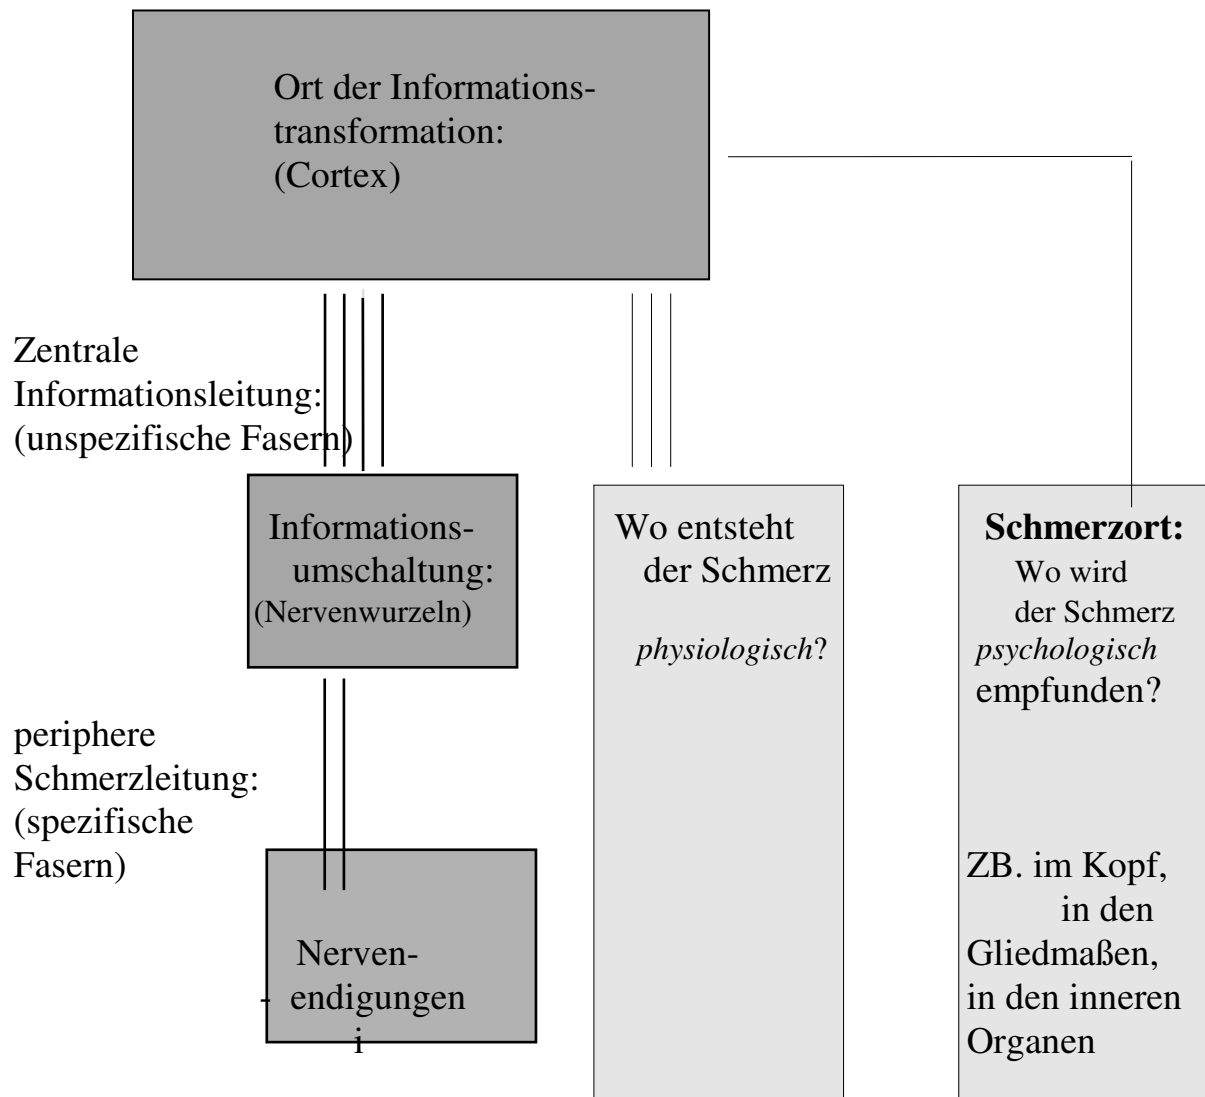 Ort der Informations-
transformation:
(Cortex)
Zentrale
Informationsleitung:
(unspezifische Fasern)
Informations-
umschaltung:
(Nervenwurzeln)
Wo entsteht
der Schmerz
physiologisch?
Schmerzort:
Wo wird
der Schmerz
psychologisch
empfunden?
periphere
Schmerzleitung:
(spezifische
Fasern)
Nerven-
- endigungen
i
ZB. im Kopf,
in den
Gliedmaßen,
in den inneren
Organen